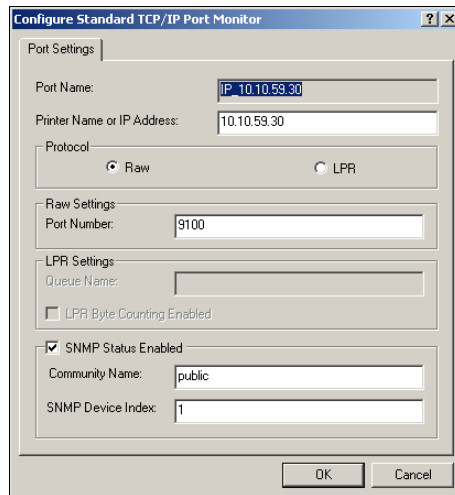 Configure Standard TCP/IP Port Monitor
Port Settings
Port Name: IP_10.10.59.30
Printer Name or IP Address: 10.10.59.30
Protocol
Raw LPR
Raw Settings
Port Number: 9100
LPR Settings
Queue Name:
LPR Byte Counting Enabled
SNMP Status Enabled
Community Name: public
SNMP Device Index: 1
OK Cancel